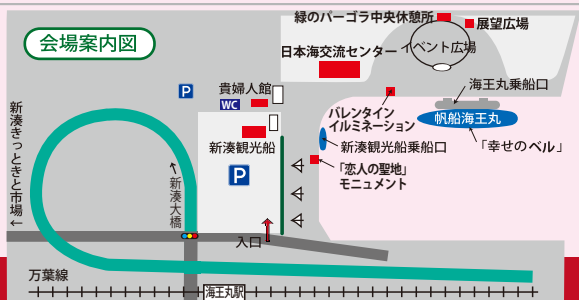 会場案内図
緑のパーゴラ中央休憩所
展望広場
日本海交流センター
イベント広場
海王丸乗船口
帆船海王丸
「幸せのベル」
バレンタイン
イルミネーション
新湊観光船乗船口
「恋人の聖地」
モニュメント
P
貴婦人館
WC
新湊観光船
P
新湊きっときと市場←
←新湊大橋
入口
万葉線
海王丸駅